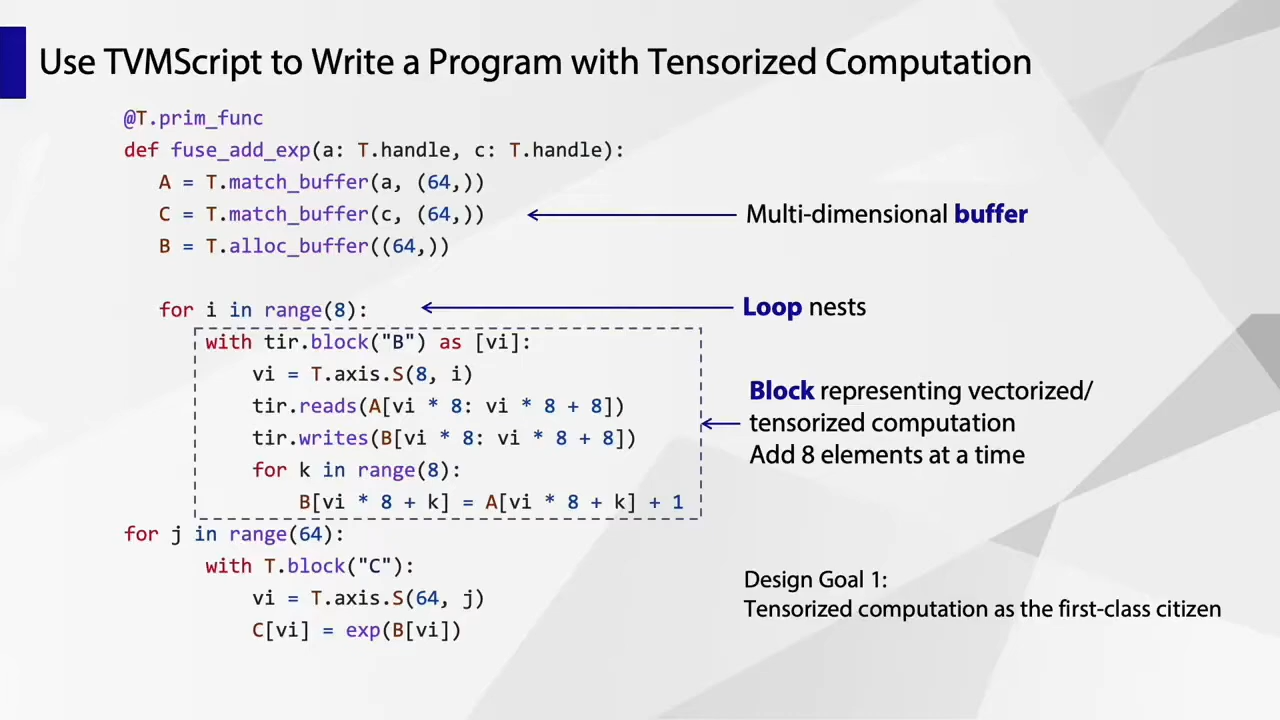 Use TVMScript to Write a Program with Tensorized Computation
@T.prim_func
def fuse_add_exp(a: T.handle, c: T.handle):
A = T.match_buffer(a, (64,))
C = T.match_buffer(c, (64,))
B = T.alloc_buffer((64,))
Multi-dimensional buffer
for i in range(8):
Loop nests
with tir.block("B") as [vi]:
vi = T.axis.S(8, i)
tir.reads(A[vi * 8: vi * 8 + 8])
tir.writes(B[vi * 8: vi * 8 + 8])
for k in range(8):
B[vi * 8 + k] = A[vi * 8 + k] + 1
Block representing vectorized/
tensorized computation
Add 8 elements at a time
for j in range(64):
with T.block("C"):
vi = T.axis.S(64, j)
C[vi] = exp(B[vi])
Design Goal 1:
Tensorized computation as the first-class citizen